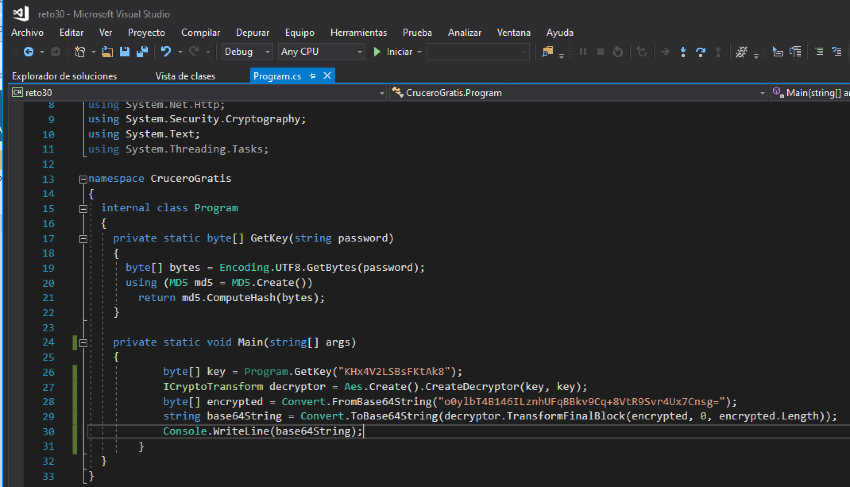 reto30 - Microsoft Visual Studio
Archivo Editar Ver Proyecto Compilar Depurar Equipo Herramientas Prueba Analizar Ventana Ayuda
Debug Any CPU Iniciar
Explorador de soluciones Vista de clases Program.cs
reto30 CruceroGratis.Program Main(string[] ar
8 using System.Net.Http;
9 using System.Security.Cryptography;
10 using System.Text;
11 using System.Threading.Tasks;
12
13 namespace CruceroGratis
14 {
15 internal class Program
16 {
17 private static byte[] GetKey(string password)
18 {
19 byte[] bytes = Encoding.UTF8.GetBytes(password);
20 using (MD5 md5 = MD5.Create())
21 return md5.ComputeHash(bytes);
22 }
23
24 private static void Main(string[] args)
25 {
26 byte[] key = Program.GetKey("KHx4V2LSBsFKtAk8");
27 ICryptoTransform decryptor = Aes.Create().CreateDecryptor(key, key);
28 byte[] encrypted = Convert.FromBase64String("o0ylbT4B146ILznhUFqBBkv9Cq+8VtR9Svr4Ux7Cnsg=");
29 string base64String = Convert.ToBase64String(decryptor.TransformFinalBlock(encrypted, 0, encrypted.Length));
30 Console.WriteLine(base64String);
31 }
32 }
33 }